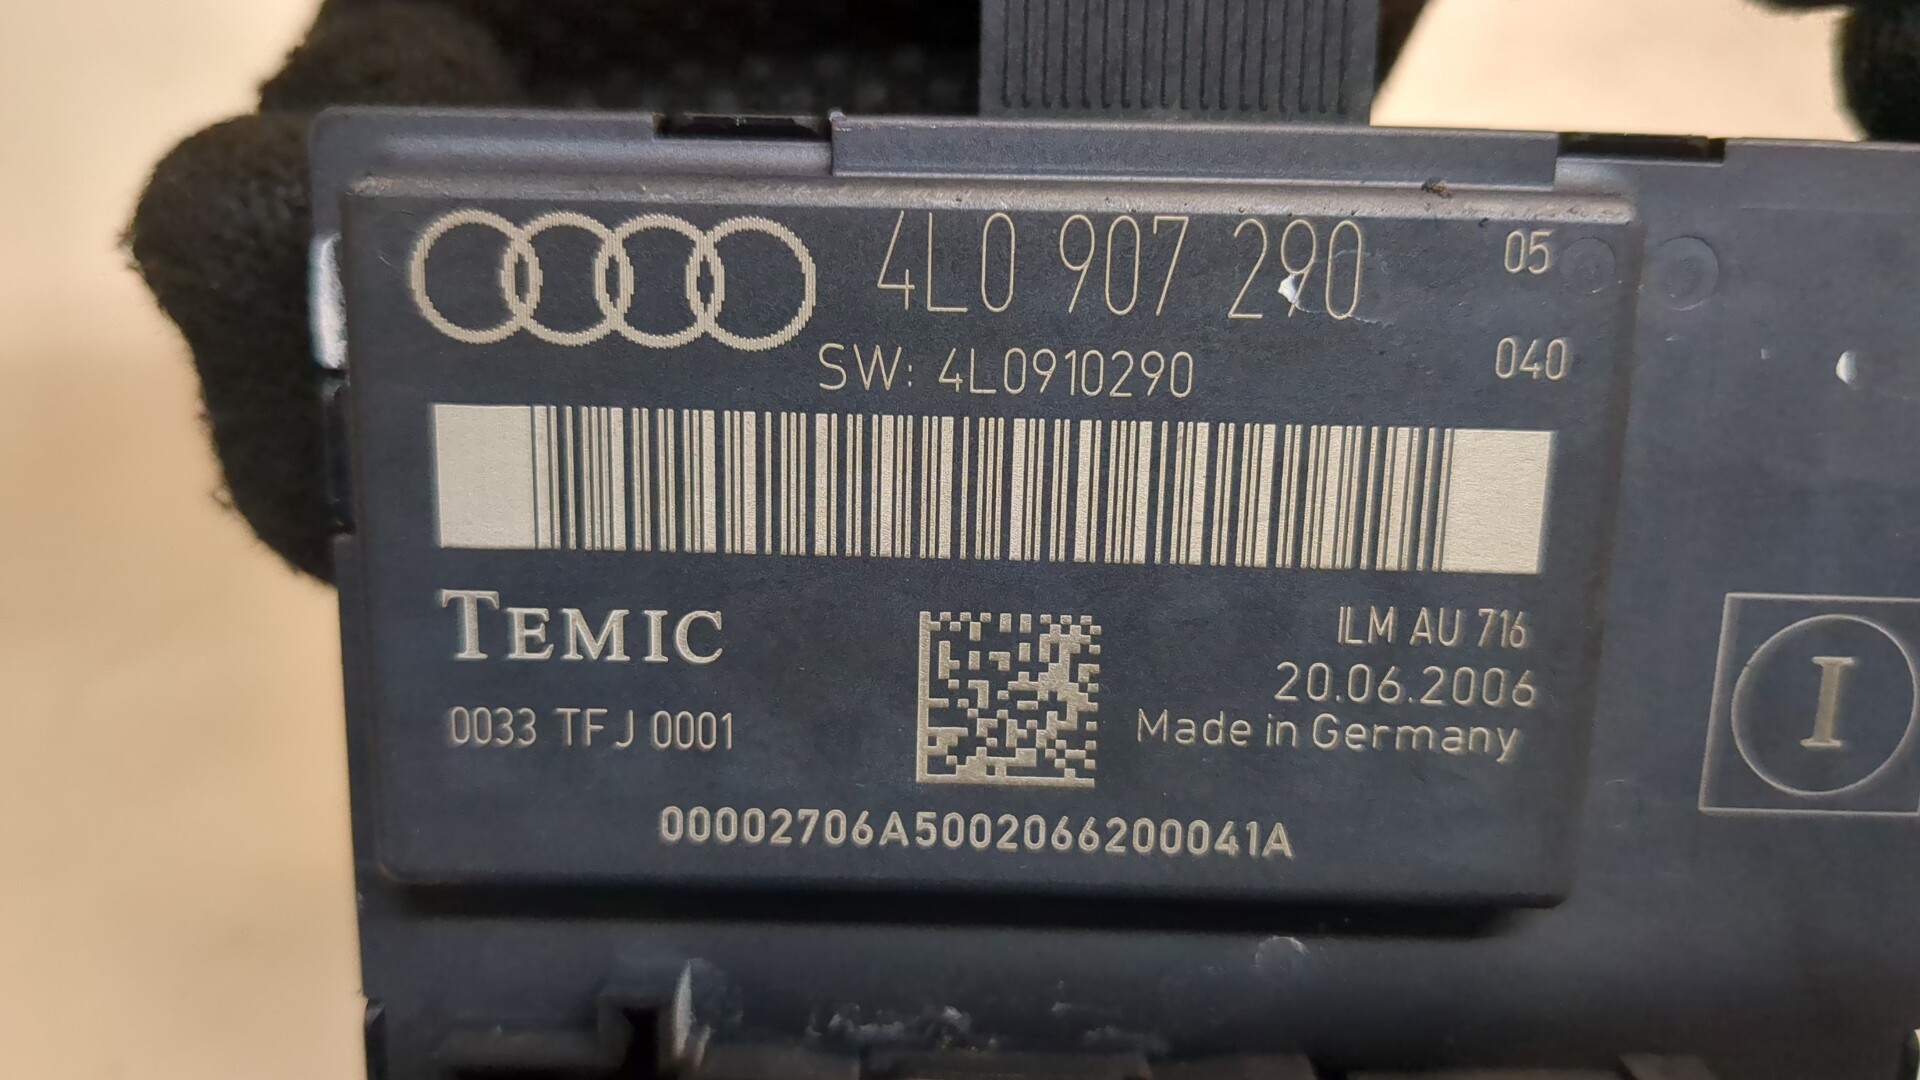 4L0 907 290 05
SW: 4L0910290 040
TEMIC
ILM AU 716
20.06.2006
0033 TFJ 0001
Made in Germany
00002706A5002066200041A
I